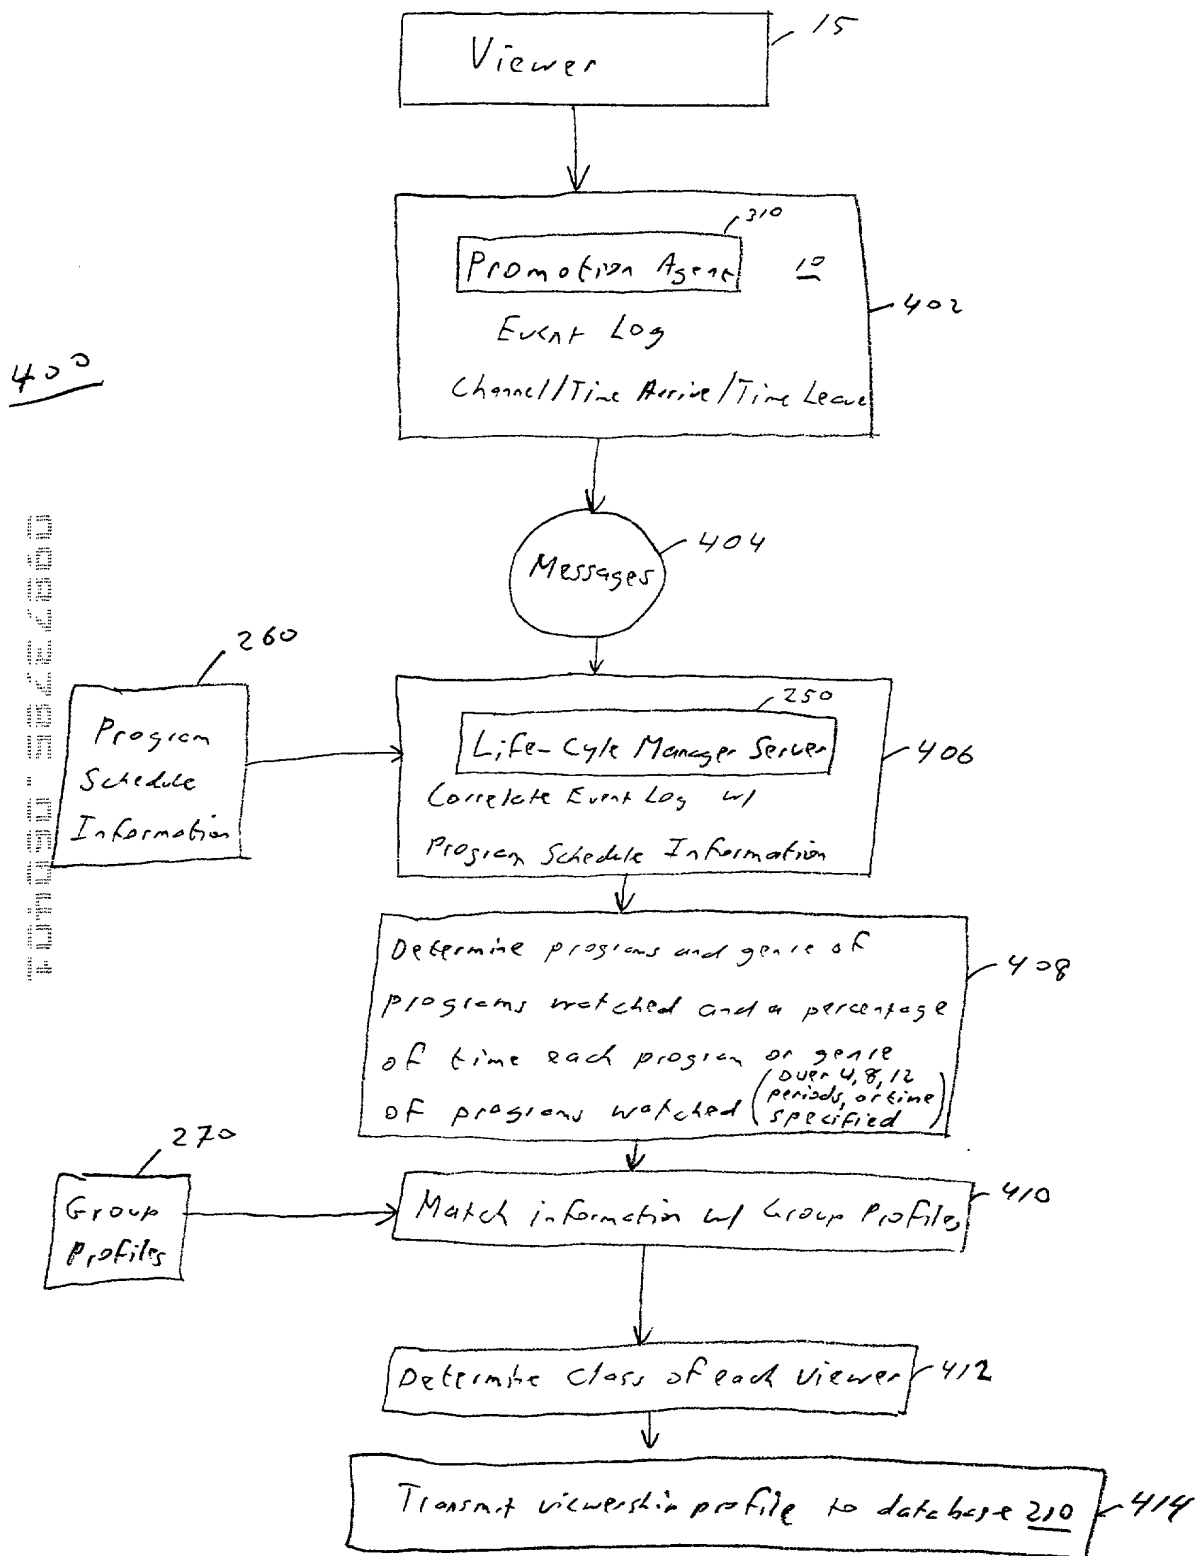 Viewer
15
310
Promotion Agent
10
402
Event Log
Channel/Time Arrive/Time Leave
400
Messages
404
260
Program
Schedule
Information
250
Life-Cyle Manager Server
406
Correlate Event Log w/
Program Schedule Information
Determine programs and genre of
programs watched and a percentage
of time each program or genre
of programs watched (over 4, 8, 12
periods, or time
specified)
408
270
Group
Profiles
Match information w/ Group Profiles
410
Determine class of each viewer
412
Transmit viewership profile to database 210
414